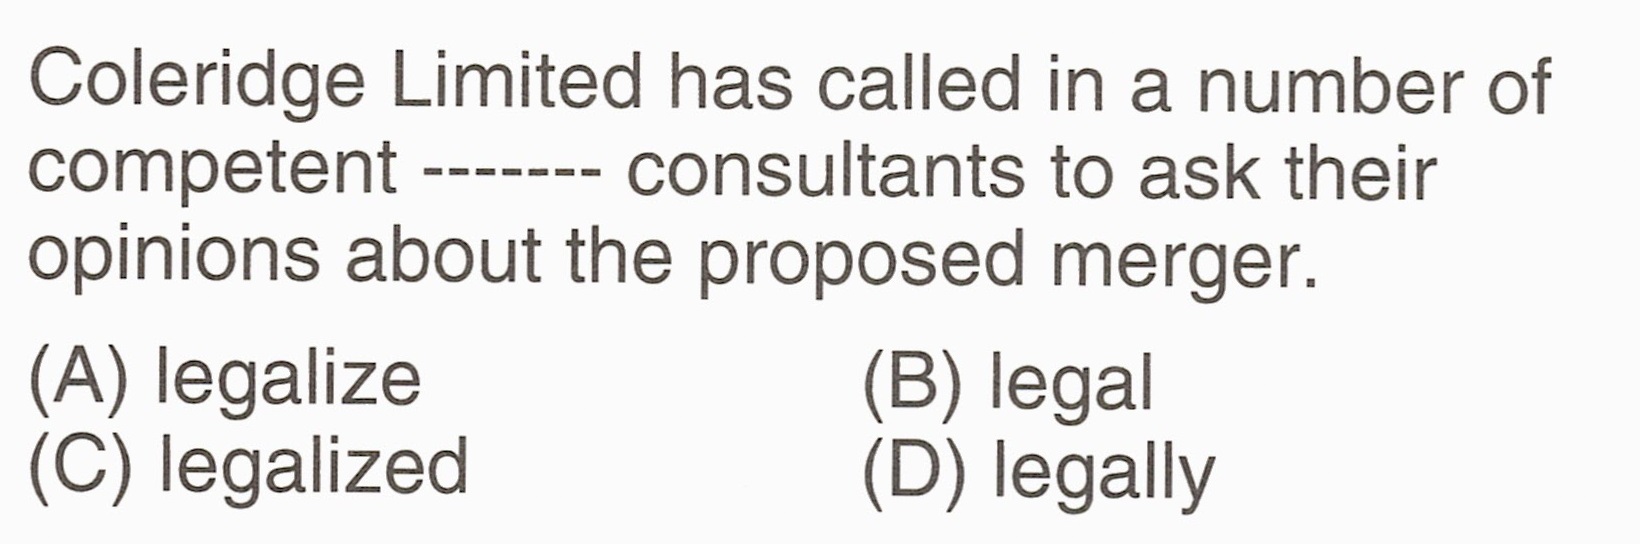 Coleridge Limited has called in a number of
competent ------- consultants to ask their
opinions about the proposed merger.
(A) legalize (B) legal
(C) legalized (D) legally